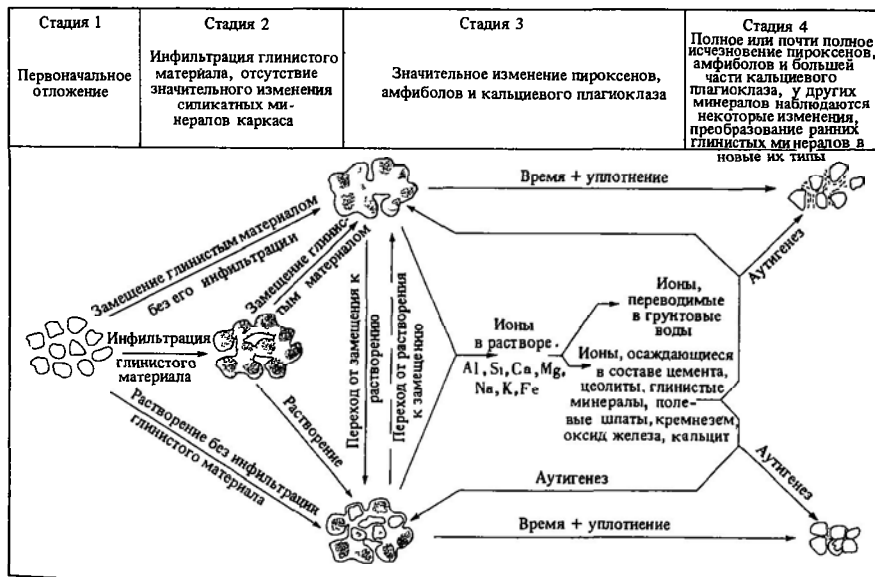 Стадия 1
Первоначальное
отложение
Стадия 2
Инфильтрация глинистого
материала, отсутствие
значительного изменения
силикатных ми-
нералов каркаса
Стадия 3
Значительное изменение пироксенов,
амфиболов и кальциевого плагиоклаза
Стадия 4
Полное или почти полное
исчезновение пироксенов,
амфиболов и большей
части кальциевого
плагиоклаза, у других
минералов наблюдаются
некоторые изменения,
преобразование ранних
глинистых минералов в
новые их типы
Замещение глинистым материалом
без его инфильтрации
Замещение глинис-
тым материалом
Инфильтрация
глинистого
материала
Растворение без инфильтрации
глинистого материала
Растворение
Переход от замещения к
растворению
Переход от растворения
к замещению
Время + уплотнение
Аутигенез
Ионы
в растворе.
Al, Si, Ca, Mg,
Na, K, Fe
Ионы,
переводимые
в грунтовые
воды
Ионы, осаждающиеся
в составе цемента,
цеолиты, глинистые
минералы, поле-
вые шпаты, кремнезем,
оксид железа, кальцит
Аутигенез
Аутигенез
Время + уплотнение